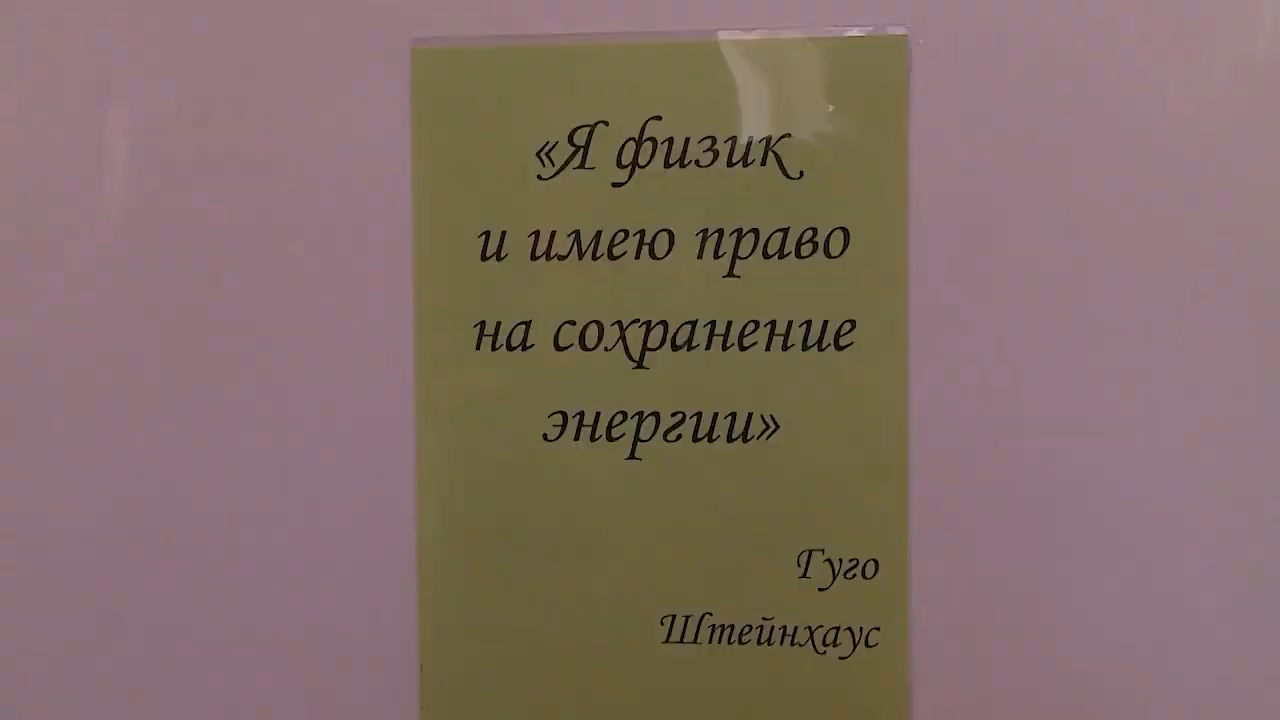 «Я физик
и имею право
на сохранение
энергии»
Гуго
Штейнхаус